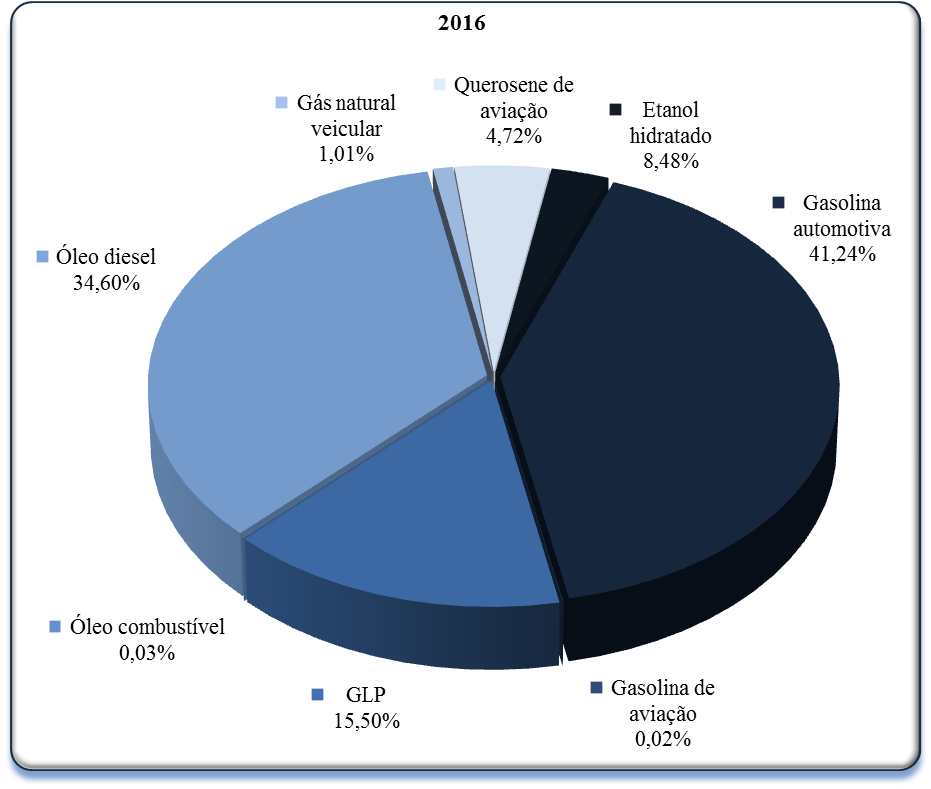 2016
Gás natural
veicular
1,01%
Querosene de
aviação
4,72%
Etanol
hidratado
8,48%
Gasolina
automotiva
41,24%
Óleo diesel
34,60%
Óleo combustível
0,03%
GLP
15,50%
Gasolina de
aviação
0,02%